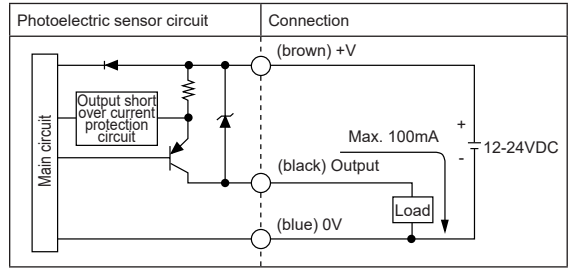 Photoelectric sensor circuit
Connection
(brown) +V
Output short
over current
protection
circuit
Main circuit
Max. 100mA
+
-
12-24VDC
(black) Output
Load
(blue) 0V